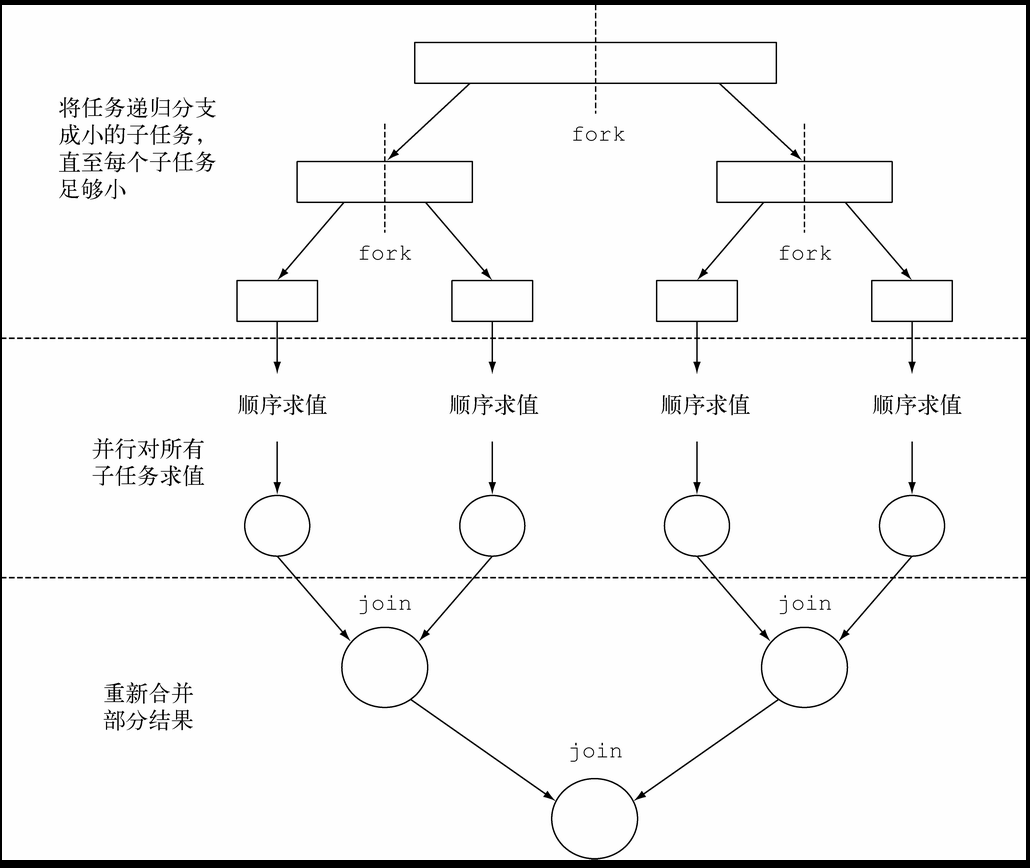 将任务递归分支
成小的子任务，
直至每个子任务
足够小
fork
fork
fork
顺序求值
顺序求值
顺序求值
顺序求值
并行对所有
子任务求值
join
join
重新合并
部分结果
join